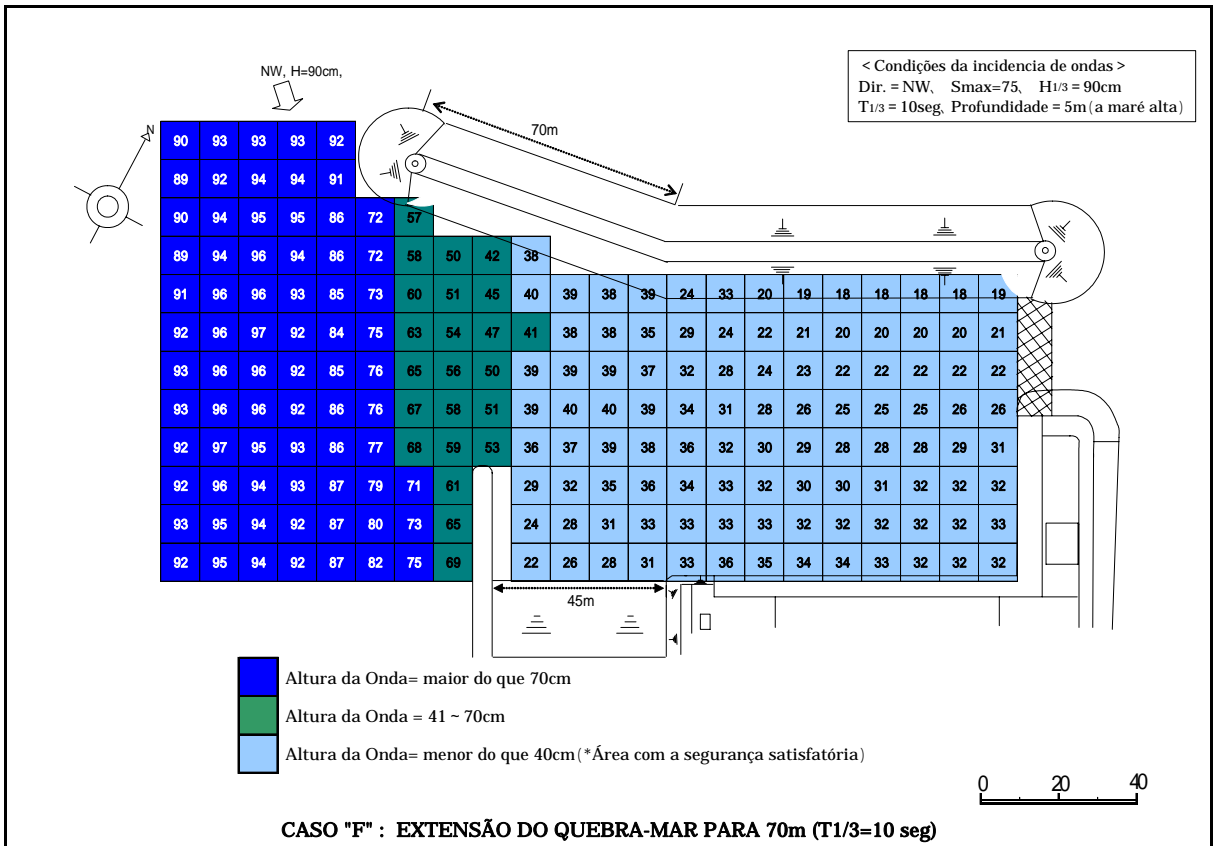 NW, H=90cm,
< Condições da incidencia de ondas >
Dir. = NW、 Smax=75、 H1/3 = 90cm
T1/3 = 10seg、Profundidade = 5m(a maré alta)
N
70m
90 93 93 93 92
89 92 94 94 91
90 94 95 95 86 72 57
89 94 96 94 86 72 58 50 42 38
91 96 96 93 85 73 60 51 45 40 39 38 39 24 33 20 19 18 18 18 18 19
92 96 97 92 84 75 63 54 47 41 38 38 35 29 24 22 21 20 20 20 20 21
93 96 96 92 85 76 65 56 50 39 39 39 37 32 28 24 23 22 22 22 22 22
93 96 96 92 86 76 67 58 51 39 40 40 39 34 31 28 26 25 25 25 26 26
92 97 95 93 86 77 68 59 53 36 37 39 38 36 32 30 29 28 28 28 29 31
92 96 94 93 87 79 71 61 29 32 35 36 34 33 32 30 30 31 32 32 32
93 95 94 92 87 80 73 65 24 28 31 33 33 33 33 32 32 32 32 32 33
92 95 94 92 87 82 75 69 22 26 28 31 33 36 35 34 34 33 32 32 32
45m
Altura da Onda= maior do que 70cm
Altura da Onda = 41 ~ 70cm
Altura da Onda= menor do que 40cm(*Área com a segurança satisfatória)
0 20 40
CASO "F" : EXTENSÃO DO QUEBRA-MAR PARA 70m (T1/3=10 seg)